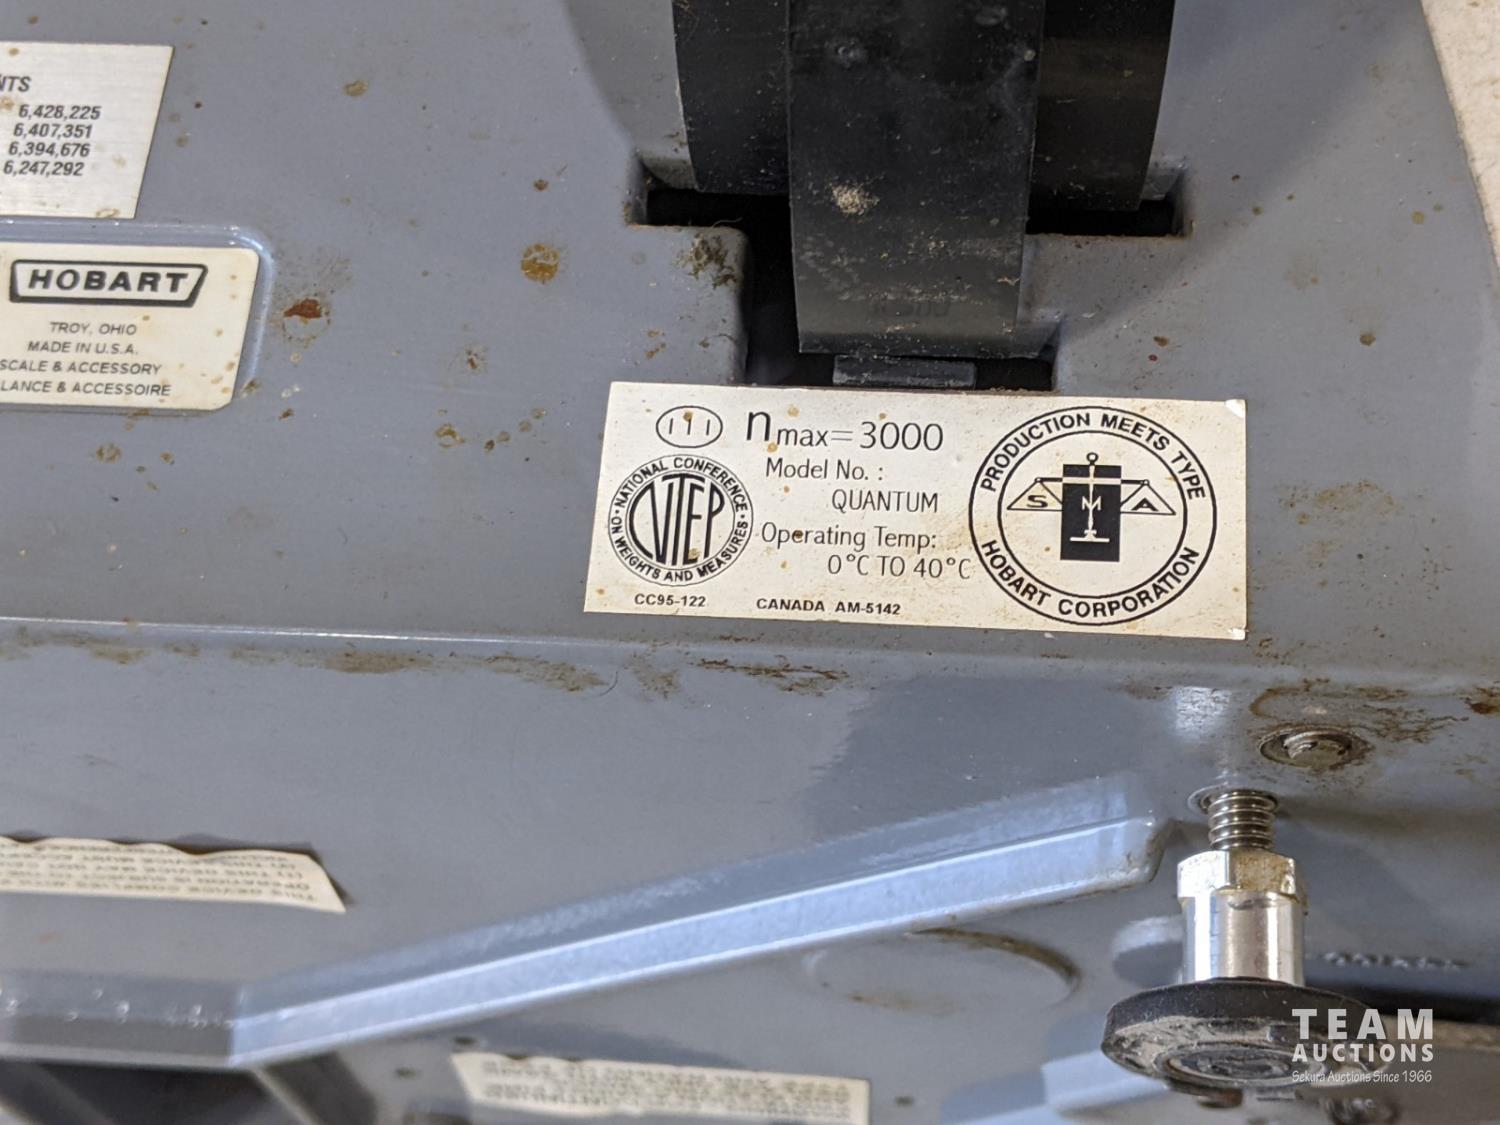 NTS
6,428,225
6,407,351
6,394,676
6,247,292
HOBART
TROY, OHIO
MADE IN U.S.A.
SCALE & ACCESSORY
LANCE & ACCESSOIRE
III
nmax=3000
Model No. :
QUANTUM
Operating Temp:
0°C TO 40°C
NATIONAL CONFERENCE
ON WEIGHTS AND MEASURES
NTEP
CC95-122
CANADA AM-5142
PRODUCTION MEETS TYPE
SMA
HOBART CORPORATION
TEAM
AUCTIONS
Sekura Auctions Since 1966